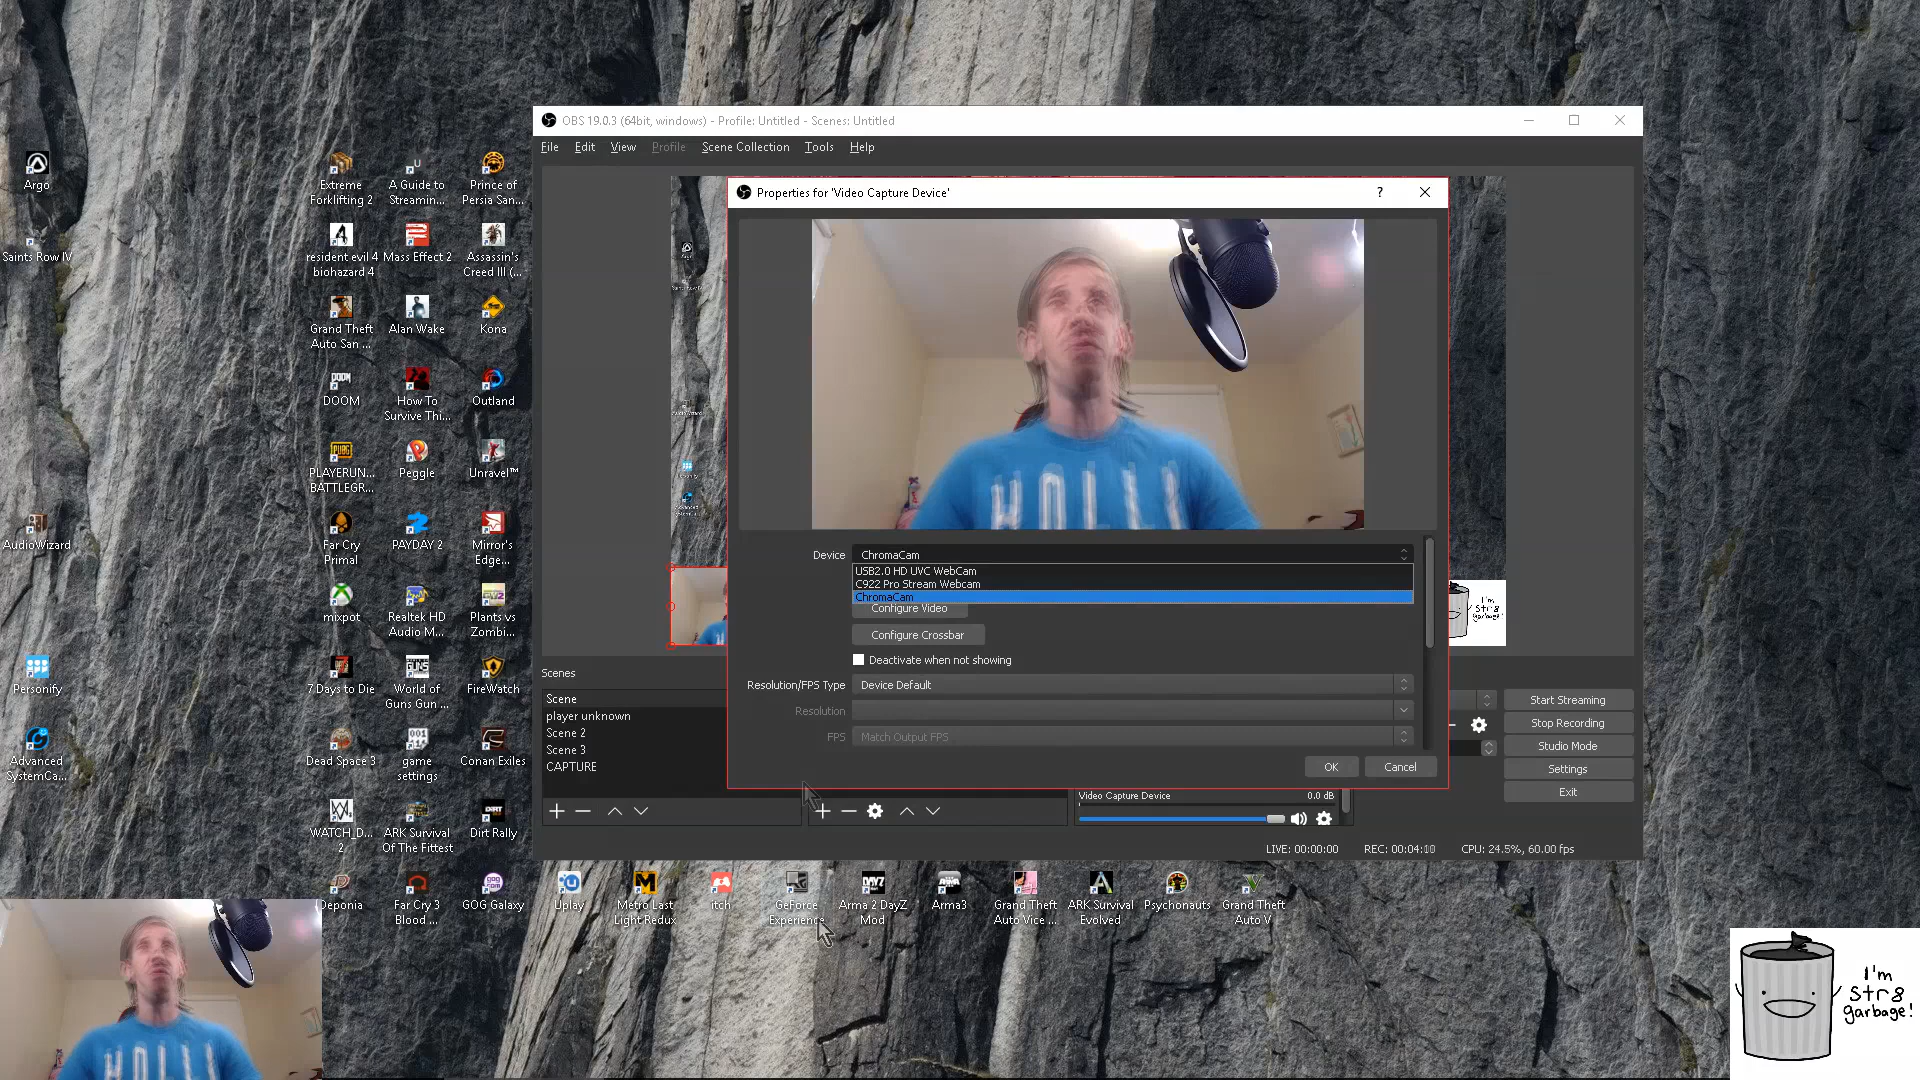 OBS 19.0.3 (64bit, windows) - Profile: Untitled - Scenes: Untitled
File Edit View Profile Scene Collection Tools Help
Properties for 'Video Capture Device'
?
HOLL
Device ChromaCam
USB2.0 HD UVC WebCam
C922 Pro Stream Webcam
ChromaCam
Configure Video
Configure Crossbar
Deactivate when not showing
Resolution/FPS Type Device Default
Resolution
FPS Match Output FPS
OK Cancel
Scenes
Scene
player unknown
Scene 2
Scene 3
CAPTURE
Video Capture Device 0.0 dB
Start Streaming
Stop Recording
Studio Mode
Settings
Exit
LIVE: 00:00:00 REC: 00:04:10 CPU: 24.5%, 60.00 fps
I'm
str8
garbage!
Argo
Saints Row IV
AudioWizard
Personify
Advanced
SystemCa...
Extreme
Forklifting 2
A Guide to
Streamin...
Prince of
Persia San...
resident evil 4
biohazard 4
Mass Effect 2
Assassin's
Creed III (...
Grand Theft
Auto San ...
Alan Wake
Kona
DOOM
DOOM
How To
Survive Thi...
Outland
PUBG
PLAYERUN...
BATTLEGR...
Peggle
Unravel™
Far Cry
Primal
PAYDAY 2
Mirror's
Edge...
mixpot
Realtek HD
Audio M...
Plants vs
Zombi...
7 Days to Die
GUNS
World of
Guns Gun ...
FireWatch
Dead Space 3
game
settings
Conan Exiles
WATCH_D...
2
ARK Survival
Of The Fittest
DiRT
Dirt Rally
Deponia
Far Cry 3
Blood ...
GOG.COM
GOG Galaxy
Uplay
Metro Last
Light Redux
itch
GeForce
Experience
DAYZ
Arma 2 DayZ
Mod
Arma3
Grand Theft
Auto Vice ...
ARK Survival
Evolved
Psychonauts
Grand Theft
Auto V
I'm
str8
garbage!
HOLL